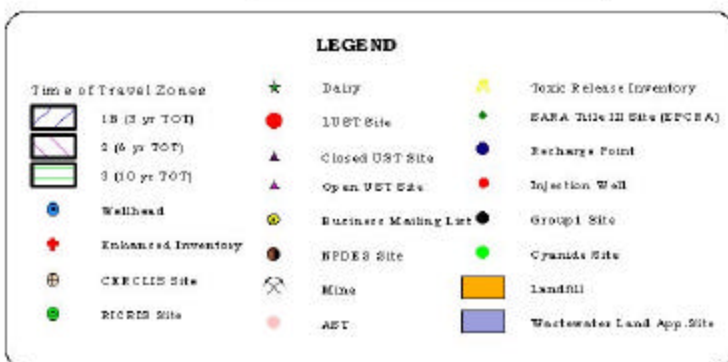 LEGEND
Time of Travel Zones
1B (3 yr TOT)
2 (6 yr TOT)
3 (10 yr TOT)
Wellhead
Enhanced Inventory
CERCLIS Site
RICRIS Site
Dairy
LUST Site
Closed UST Site
Open UST Site
Business Mailing List
NPDES Site
Mine
AST
Toxic Release Inventory
SARA Title III Site (EPCRA)
Recharge Point
Injection Well
Group1 Site
Cyanide Site
Landfill
Wastewater Land App. Site